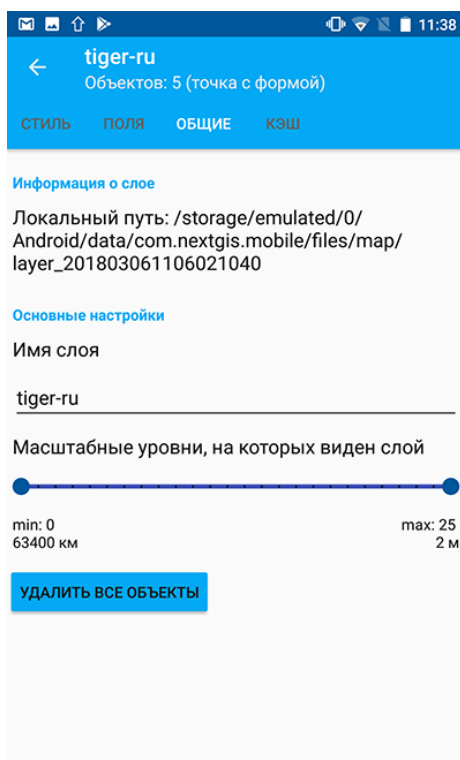 11:38
tiger-ru
Объектов: 5 (точка с формой)
СТИЛЬ ПОЛЯ ОБЩИЕ КЭШ
Информация о слое
Локальный путь: /storage/emulated/0/
Android/data/com.nextgis.mobile/files/map/
layer_201803061106021040
Основные настройки
Имя слоя
tiger-ru
Масштабные уровни, на которых виден слой
min: 0 max: 25
63400 км 2 м
УДАЛИТЬ ВСЕ ОБЪЕКТЫ